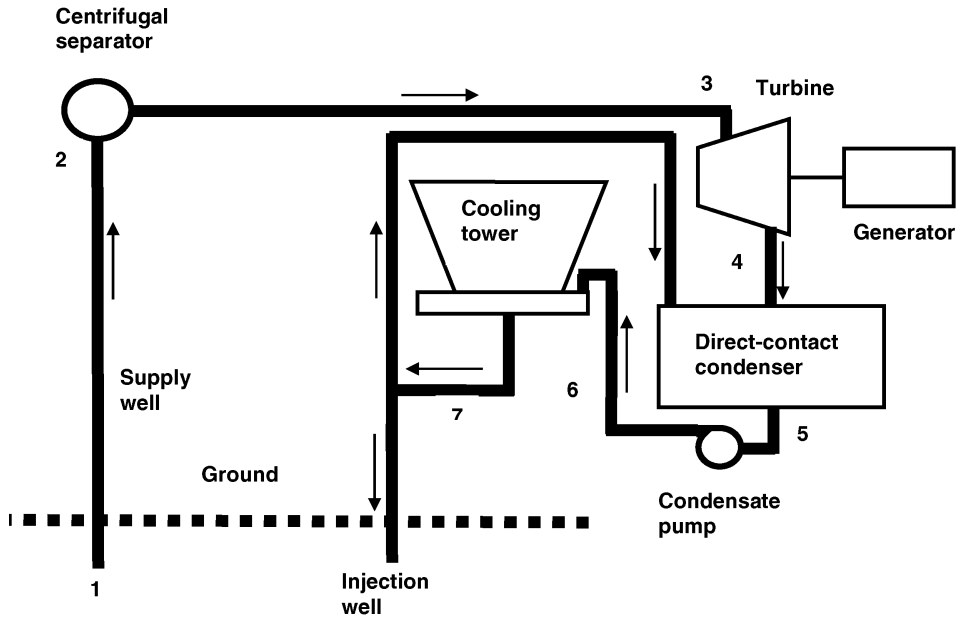 Centrifugal
separator
3
Turbine
2
Cooling
tower
Generator
4
Direct-contact
condenser
Supply
well
6
7
5
Ground
Condensate
pump
1
Injection
well